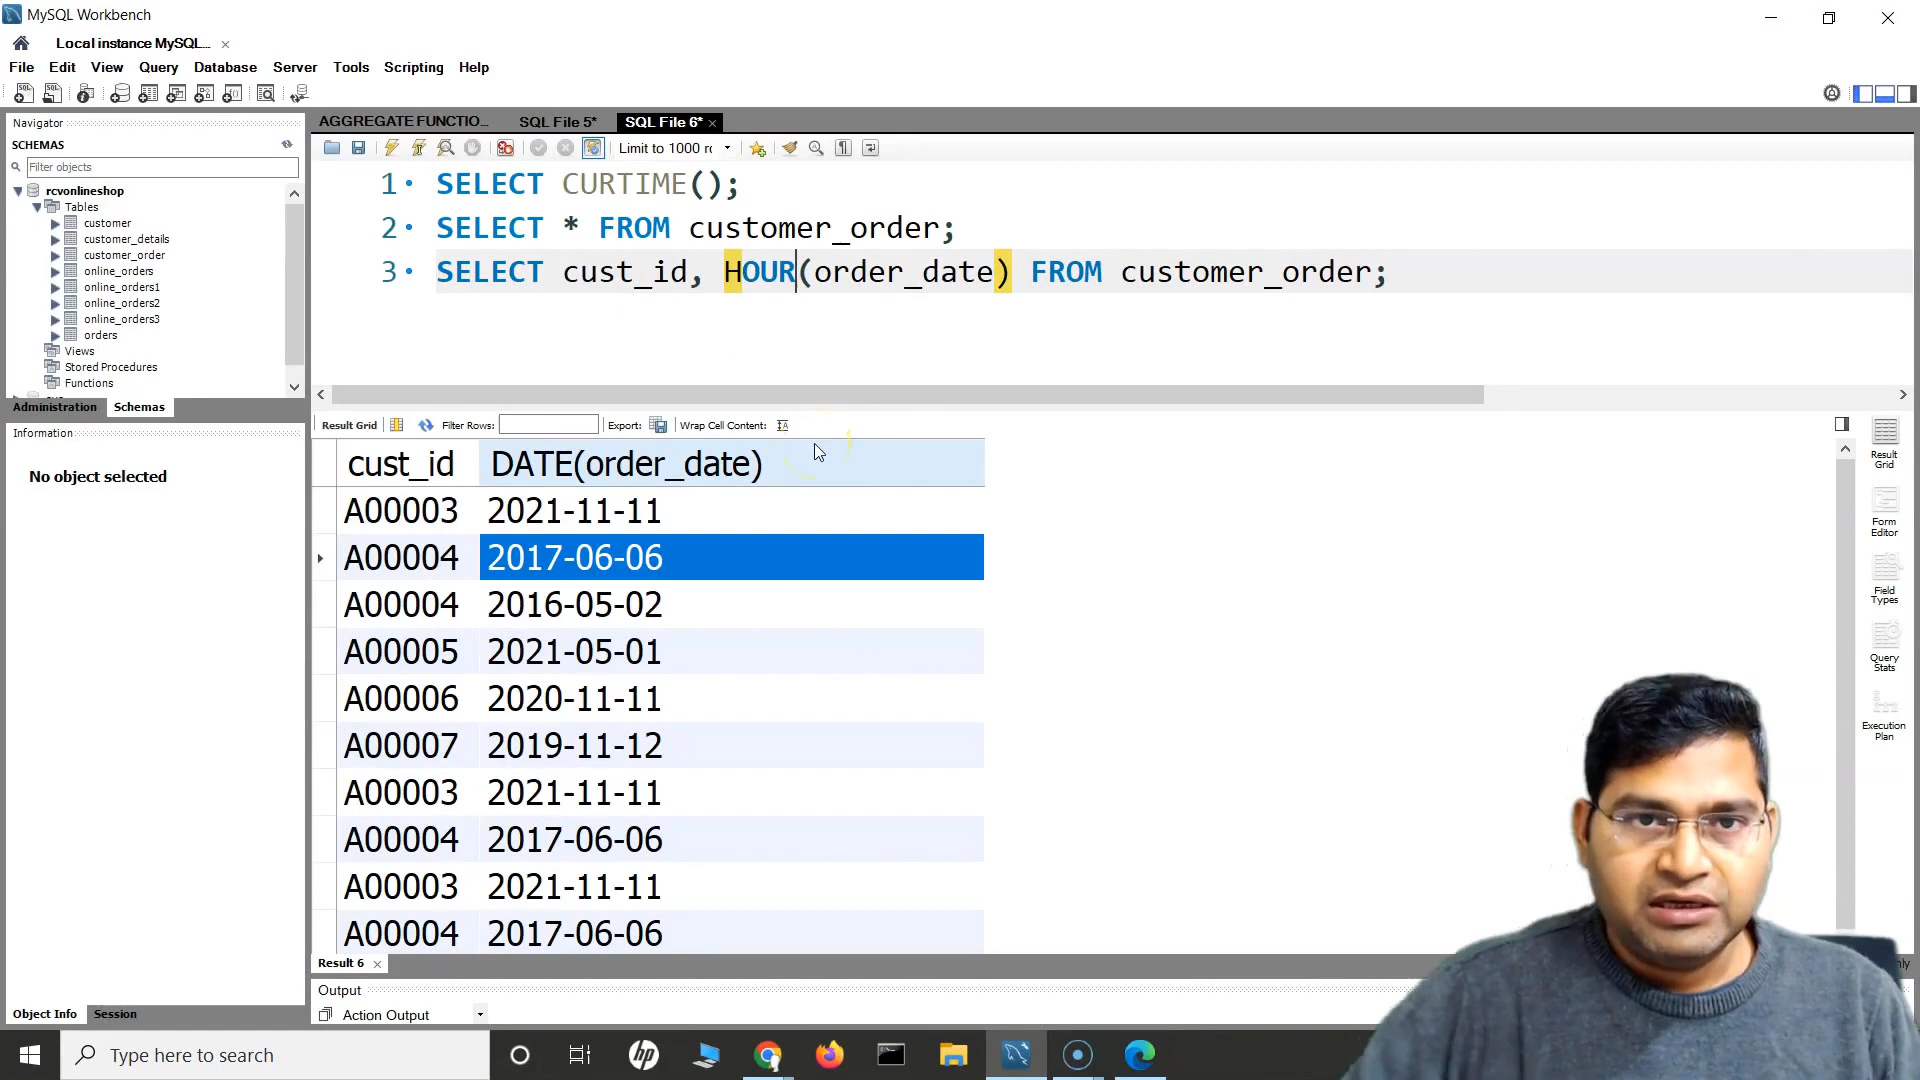 MySQL Workbench
Local instance MySQL...
File Edit View Query Database Server Tools Scripting Help
Navigator
SCHEMAS
Filter objects
rcvonlineshop
Tables
customer
customer_details
customer_order
online_orders
online_orders1
online_orders2
online_orders3
orders
Views
Stored Procedures
Functions
Administration Schemas
Information
No object selected
Object Info Session
AGGREGATE FUNCTIO... SQL File 5* SQL File 6*
Limit to 1000 rc
1 SELECT CURTIME();
2 SELECT * FROM customer_order;
3 SELECT cust_id, HOUR(order_date) FROM customer_order;
Result Grid Filter Rows: Export: Wrap Cell Content:
cust_id DATE(order_date)
A00003 2021-11-11
A00004 2017-06-06
A00004 2016-05-02
A00005 2021-05-01
A00006 2020-11-11
A00007 2019-11-12
A00003 2021-11-11
A00004 2017-06-06
A00003 2021-11-11
A00004 2017-06-06
Result Grid
Form Editor
Field Types
Query Stats
Execution Plan
Result 6
Output
Action Output
Type here to search